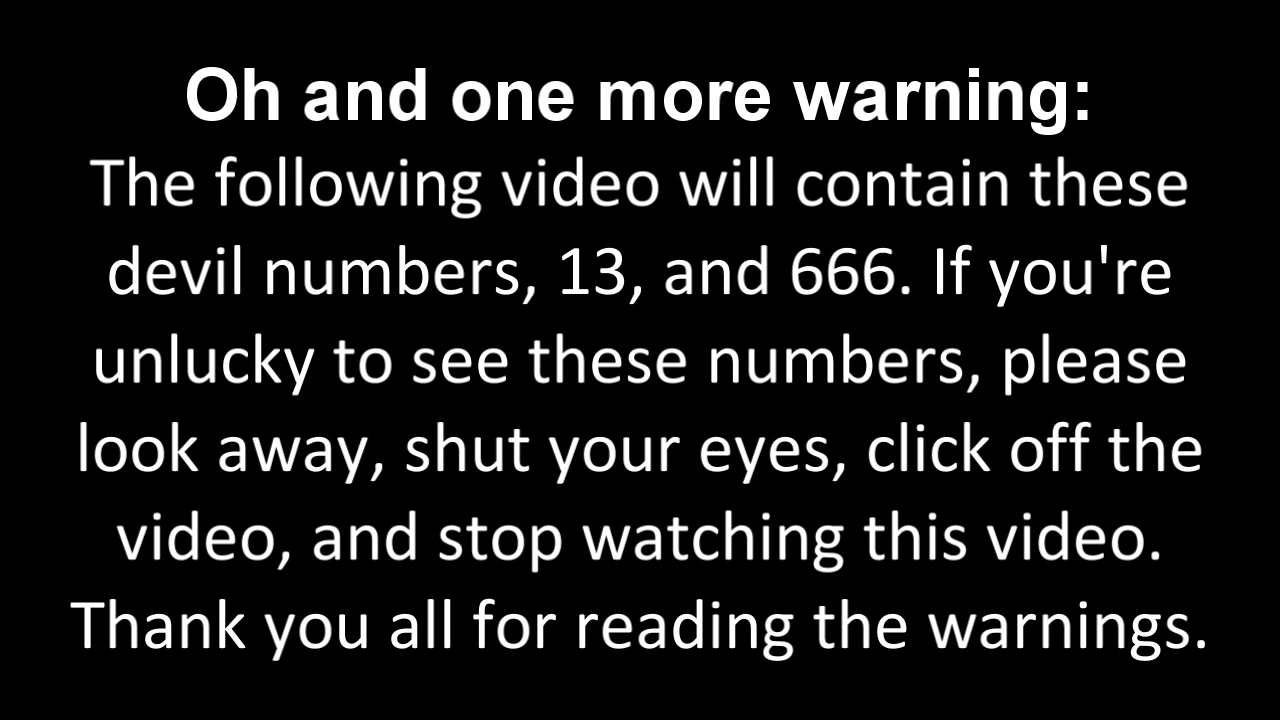 Oh and one more warning:
The following video will contain these
devil numbers, 13, and 666. If you're
unlucky to see these numbers, please
look away, shut your eyes, click off the
video, and stop watching this video.
Thank you all for reading the warnings.